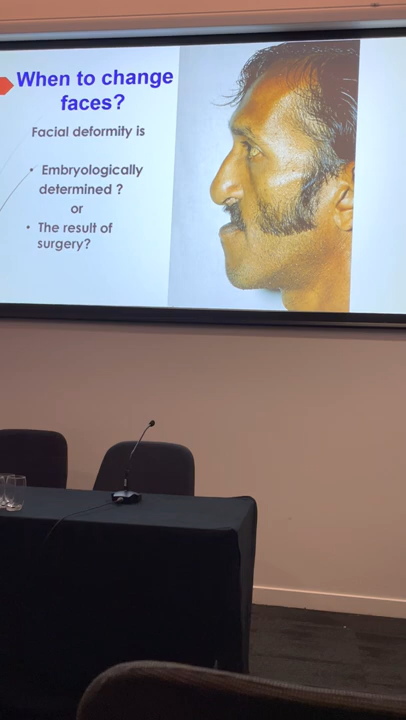 When to change
faces?
Facial deformity is
• Embryologically
determined ?
or
• The result of
surgery?